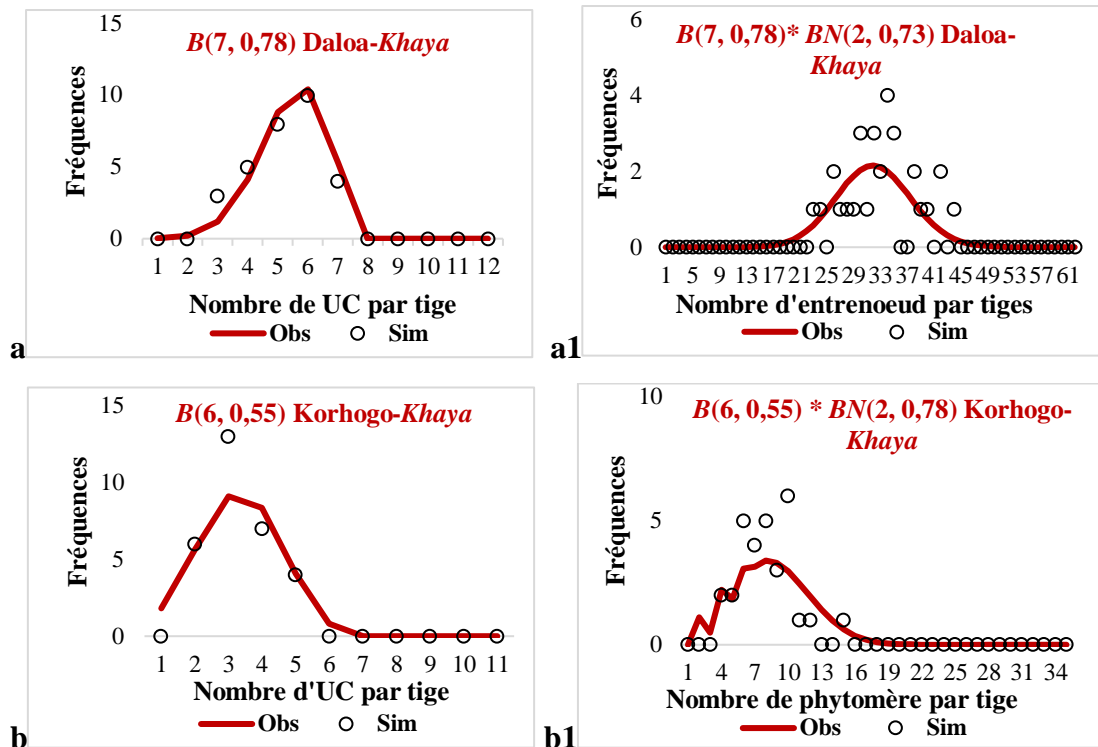 15
B(7, 0,78) Daloa-Khaya
10
5
0
Fréquences
1 2 3 4 5 6 7 8 9 10 11 12
Nombre de UC par tige
Obs Sim
a
6
B(7, 0,78)* BN(2, 0,73) Daloa-
Khaya
4
2
0
Fréquences
1 5 9 13 17 21 25 29 33 37 41 45 49 53 57 61
Nombre d'entrenoeud par tiges
Obs Sim
a1
15
B(6, 0,55) Korhogo-Khaya
10
5
0
Fréquences
1 2 3 4 5 6 7 8 9 10 11
Nombre d'UC par tige
Obs Sim
b
10
B(6, 0,55) * BN(2, 0,78) Korhogo-
Khaya
5
0
Fréquences
1 4 7 10 13 16 19 22 25 28 31 34
Nombre de phytomère par tige
Obs Sim
b1